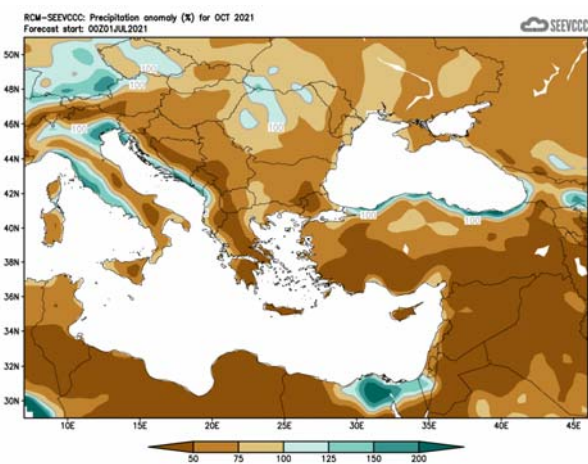 RCM-SEEVCCC: Precipitation anomaly (%) for OCT 2021
Forecast start: 00Z01JUL2021
SEEVCCC
50N
48N
46N
44N
42N
40N
38N
36N
34N
32N
30N
100
100
100
100
100
100
10E
15E
20E
25E
30E
35E
40E
45E
50
75
100
125
150
200